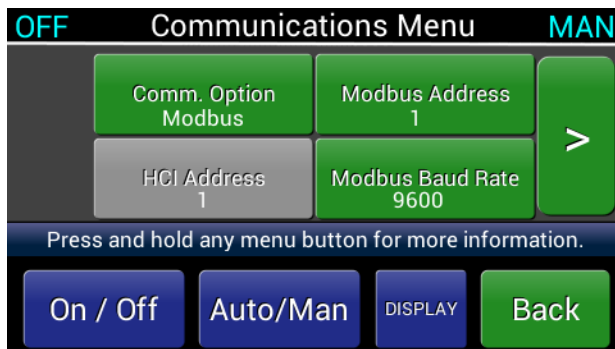 OFF Communications Menu MAN
Comm. Option Modbus Address
Modbus 1
>
HCI Address Modbus Baud Rate
1 9600
Press and hold any menu button for more information.
On / Off Auto/Man DISPLAY Back